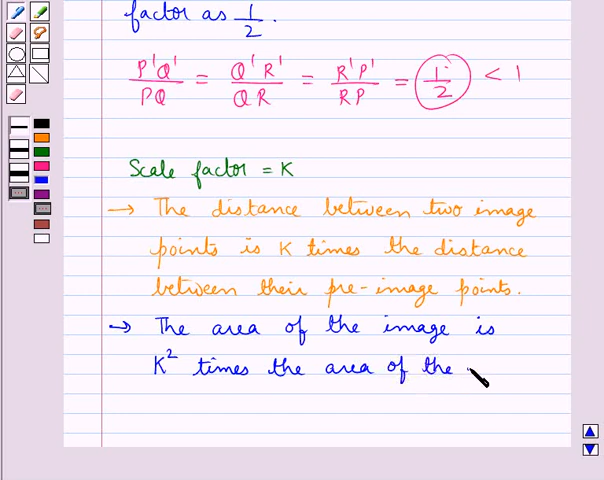 factor as 1/2.
P'Q'/PQ = Q'R'/QR = R'P'/RP = 1/2 < 1
Scale factor = K
→ The distance between two image
points is K times the distance
between their pre-image points.
→ The area of the image is
K² times the area of the